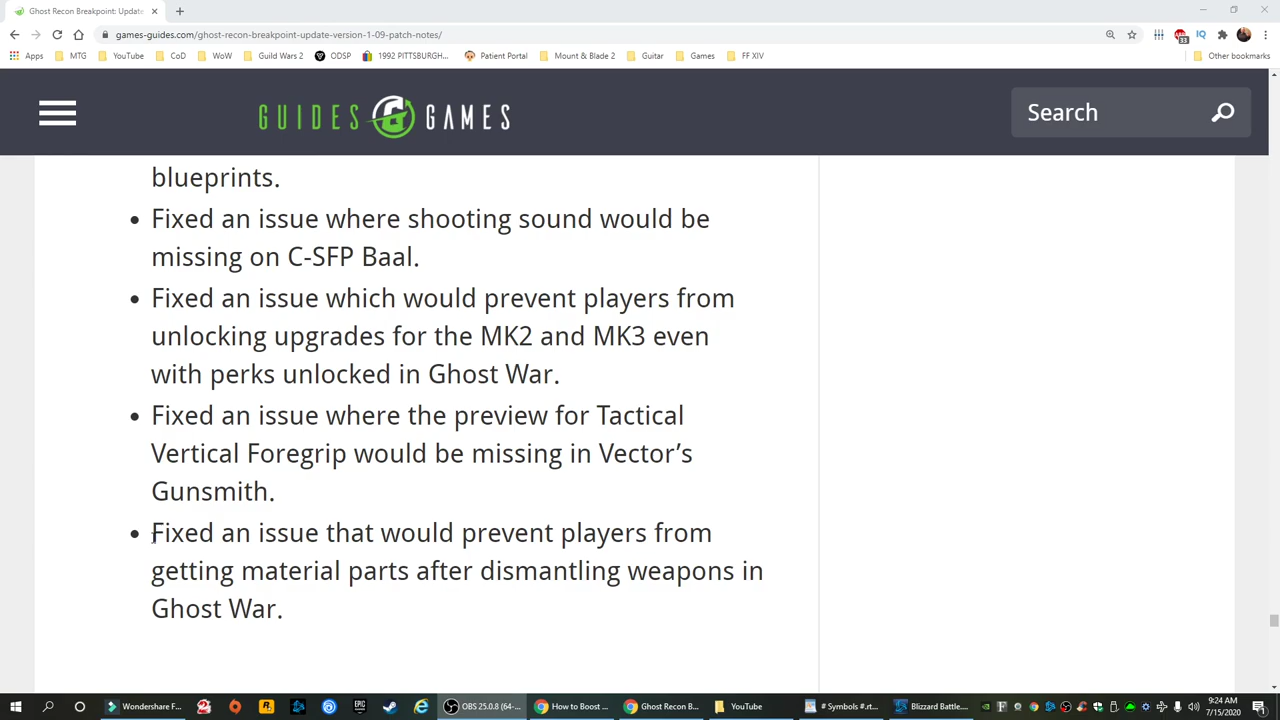 Ghost Recon Breakpoint: Update
games-guides.com/ghost-recon-breakpoint-update-version-1-09-patch-notes/
Apps MTG YouTube CoD WoW Guild Wars 2 ODSP 1992 PITTSBURGH... Patient Portal Mount & Blade 2 Guitar Games FF XIV Other bookmarks
GUIDES G GAMES
Search
blueprints.
• Fixed an issue where shooting sound would be
missing on C-SFP Baal.
• Fixed an issue which would prevent players from
unlocking upgrades for the MK2 and MK3 even
with perks unlocked in Ghost War.
• Fixed an issue where the preview for Tactical
Vertical Foregrip would be missing in Vector’s
Gunsmith.
• Fixed an issue that would prevent players from
getting material parts after dismantling weapons in
Ghost War.
Wondershare F... EPIC OBS 25.0.8 (64-... How to Boost ... Ghost Recon B... YouTube # Symbols #.rt... Blizzard Battle...
9:24 AM
7/15/2020